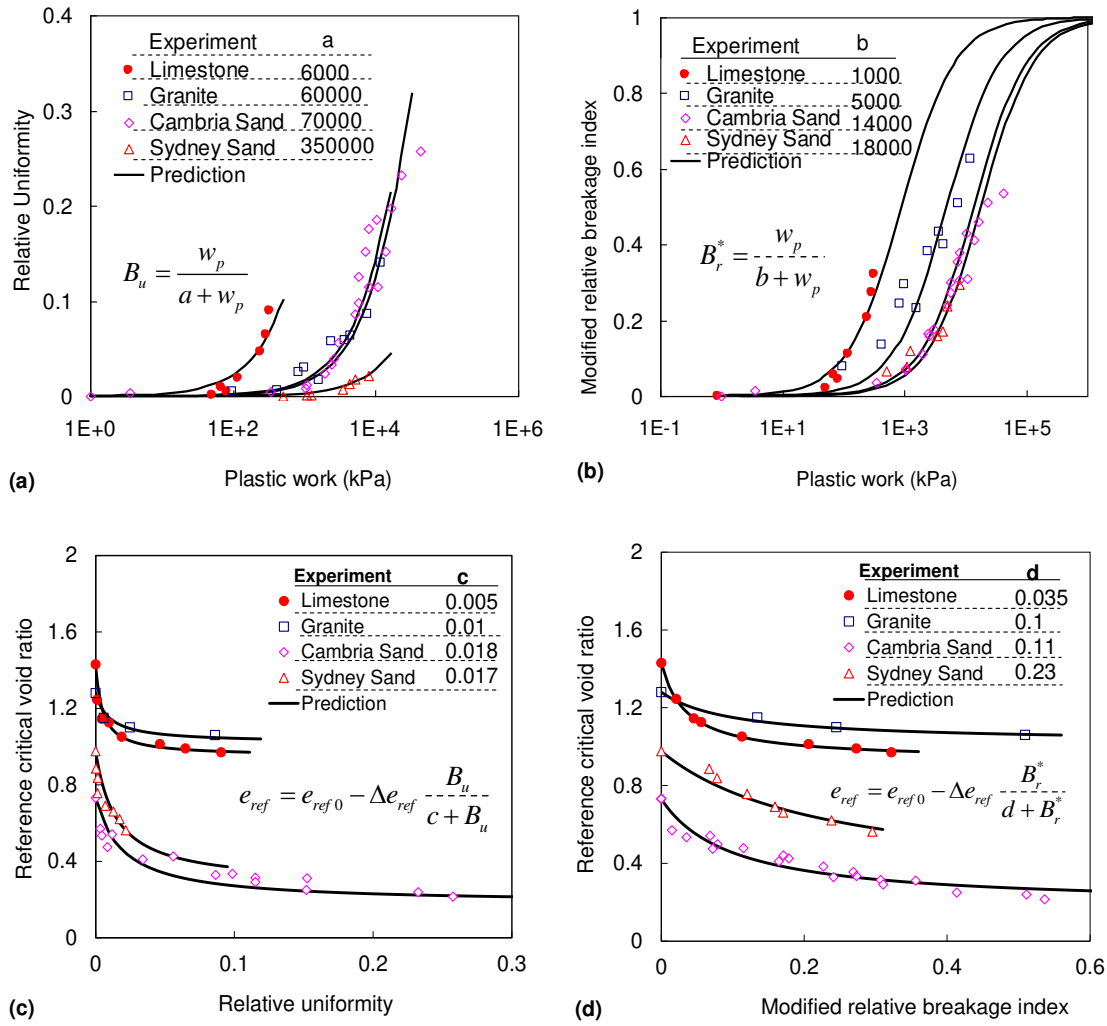 0.4
0.3
0.2
0.1
0
Relative Uniformity
Experiment a
Limestone 6000
Granite 60000
Cambria Sand 70000
Sydney Sand 350000
Prediction
B_u = w_p / (a + w_p)
1E+0 1E+2 1E+4 1E+6
(a) Plastic work (kPa)
1
0.8
0.6
0.4
0.2
0
Modified relative breakage index
Experiment b
Limestone 1000
Granite 5000
Cambria Sand 14000
Sydney Sand 18000
Prediction
B_r^* = w_p / (b + w_p)
1E-1 1E+1 1E+3 1E+5
(b) Plastic work (kPa)
2
1.6
1.2
0.8
0.4
0
Reference critical void ratio
Experiment c
Limestone 0.005
Granite 0.01
Cambria Sand 0.018
Sydney Sand 0.017
Prediction
e_ref = e_ref0 − Δe_ref B_u / (c + B_u)
0 0.1 0.2 0.3
(c) Relative uniformity
2
1.6
1.2
0.8
0.4
0
Reference critical void ratio
Experiment d
Limestone 0.035
Granite 0.1
Cambria Sand 0.11
Sydney Sand 0.23
Prediction
e_ref = e_ref0 − Δe_ref B_r^* / (d + B_r^*)
0 0.2 0.4 0.6
(d) Modified relative breakage index